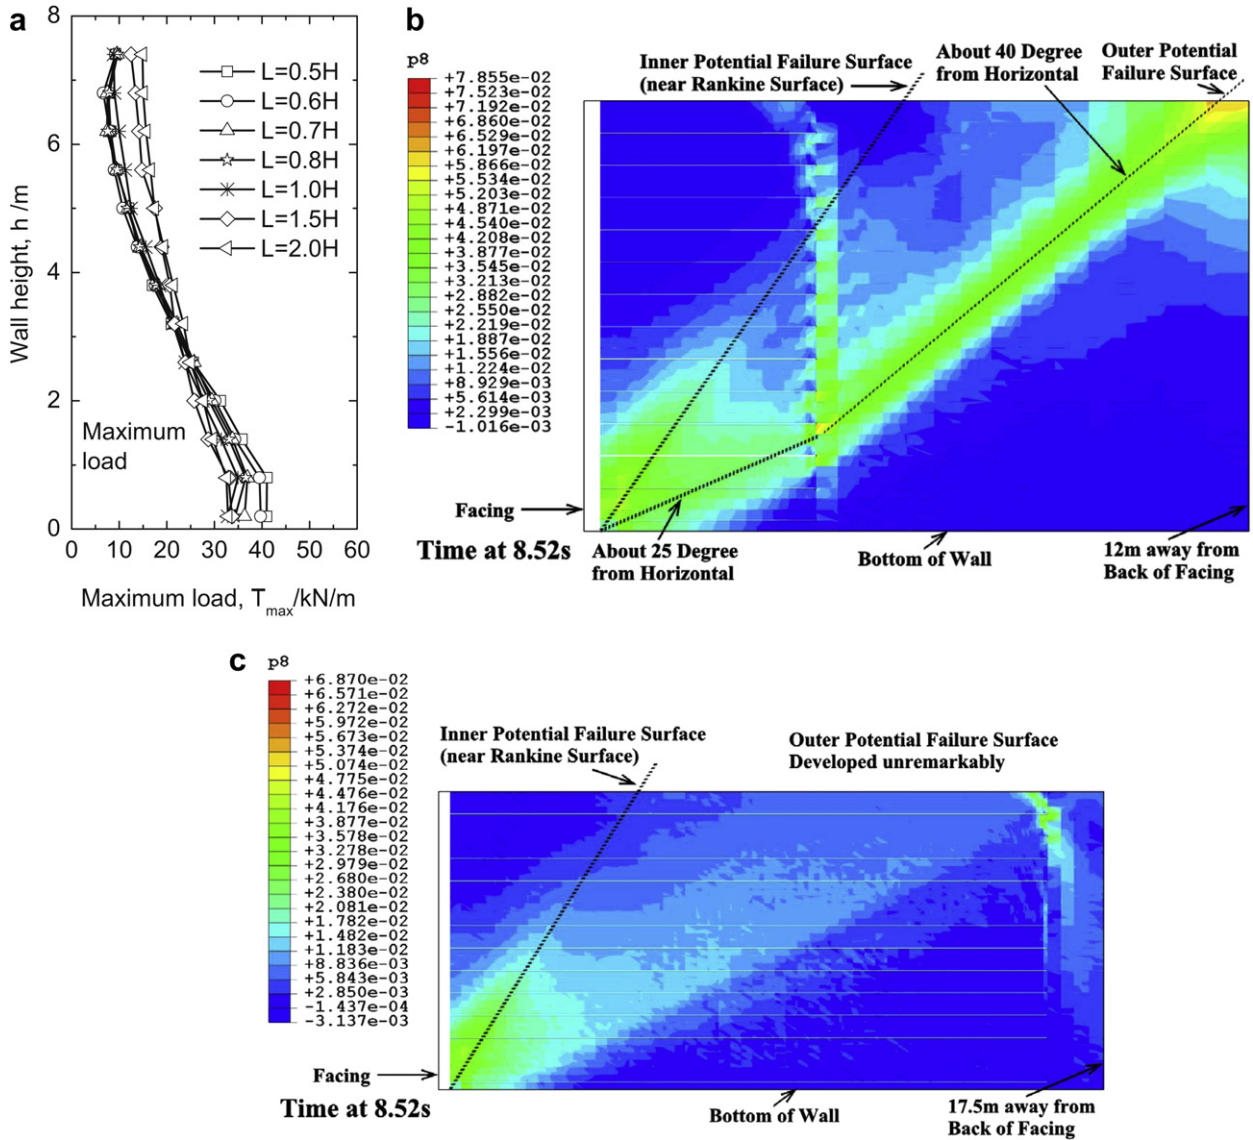 a
8
6
4
2
0
Wall height, h /m
L=0.5H
L=0.6H
L=0.7H
L=0.8H
L=1.0H
L=1.5H
L=2.0H
Maximum
load
0 10 20 30 40 50 60
Maximum load, Tmax/kN/m
b
p8
+7.855e-02
+7.523e-02
+7.192e-02
+6.860e-02
+6.529e-02
+6.197e-02
+5.866e-02
+5.534e-02
+5.203e-02
+4.871e-02
+4.540e-02
+4.208e-02
+3.877e-02
+3.545e-02
+3.213e-02
+2.882e-02
+2.550e-02
+2.219e-02
+1.887e-02
+1.556e-02
+1.224e-02
+8.929e-03
+5.614e-03
+2.299e-03
-1.016e-03
Inner Potential Failure Surface
(near Rankine Surface)
About 40 Degree
from Horizontal
Outer Potential
Failure Surface
Facing
Time at 8.52s
About 25 Degree
from Horizontal
Bottom of Wall
12m away from
Back of Facing
c
p8
+6.870e-02
+6.571e-02
+6.272e-02
+5.972e-02
+5.673e-02
+5.374e-02
+5.074e-02
+4.775e-02
+4.476e-02
+4.176e-02
+3.877e-02
+3.578e-02
+3.278e-02
+2.979e-02
+2.680e-02
+2.380e-02
+2.081e-02
+1.782e-02
+1.482e-02
+1.183e-02
+8.836e-03
+5.843e-03
+2.850e-03
-1.437e-04
-3.137e-03
Inner Potential Failure Surface
(near Rankine Surface)
Outer Potential Failure Surface
Developed unremarkably
Facing
Time at 8.52s
Bottom of Wall
17.5m away from
Back of Facing